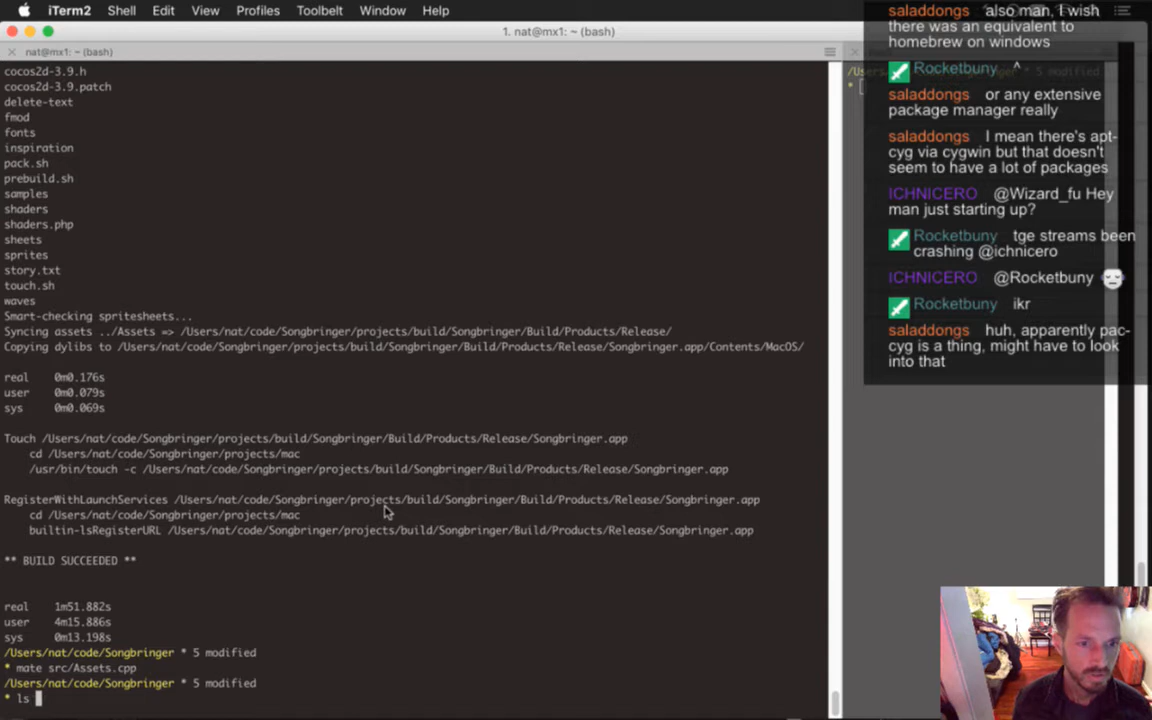 iTerm2 Shell Edit View Profiles Toolbelt Window Help
1. nat@mx1: ~ (bash)
nat@mx1: ~ (bash)
cocos2d-3.9.h
cocos2d-3.9.patch
delete-text
fmod
fonts
inspiration
pack.sh
prebuild.sh
samples
shaders
shaders.php
sheets
sprites
story.txt
touch.sh
waves
Smart-checking spritesheets...
Syncing assets ../Assets => /Users/nat/code/Songbringer/projects/build/Songbringer/Build/Products/Release/
Copying dylibs to /Users/nat/code/Songbringer/projects/build/Songbringer/Build/Products/Release/Songbringer.app/Contents/MacOS/
real 0m0.176s
user 0m0.079s
sys 0m0.069s
Touch /Users/nat/code/Songbringer/projects/build/Songbringer/Build/Products/Release/Songbringer.app
cd /Users/nat/code/Songbringer/projects/mac
/usr/bin/touch -c /Users/nat/code/Songbringer/projects/build/Songbringer/Build/Products/Release/Songbringer.app
RegisterWithLaunchServices /Users/nat/code/Songbringer/projects/build/Songbringer/Build/Products/Release/Songbringer.app
cd /Users/nat/code/Songbringer/projects/mac
builtin-lsRegisterURL /Users/nat/code/Songbringer/projects/build/Songbringer/Build/Products/Release/Songbringer.app
** BUILD SUCCEEDED **
real 1m51.882s
user 4m15.886s
sys 0m13.198s
/Users/nat/code/Songbringer * 5 modified
* mate src/Assets.cpp
/Users/nat/code/Songbringer * 5 modified
* ls
saladdongs also man, I wish
there was an equivalent to
homebrew on windows
Rocketbuny ^
saladdongs or any extensive
package manager really
saladdongs I mean there's apt-
cyg via cygwin but that doesn't
seem to have a lot of packages
ICHNICERO @Wizard_fu Hey
man just starting up?
Rocketbuny tge streams been
crashing @ichnicero
ICHNICERO @Rocketbuny
Rocketbuny ikr
saladdongs huh, apparently pac-
cyg is a thing, might have to look
into that
* 5 modified